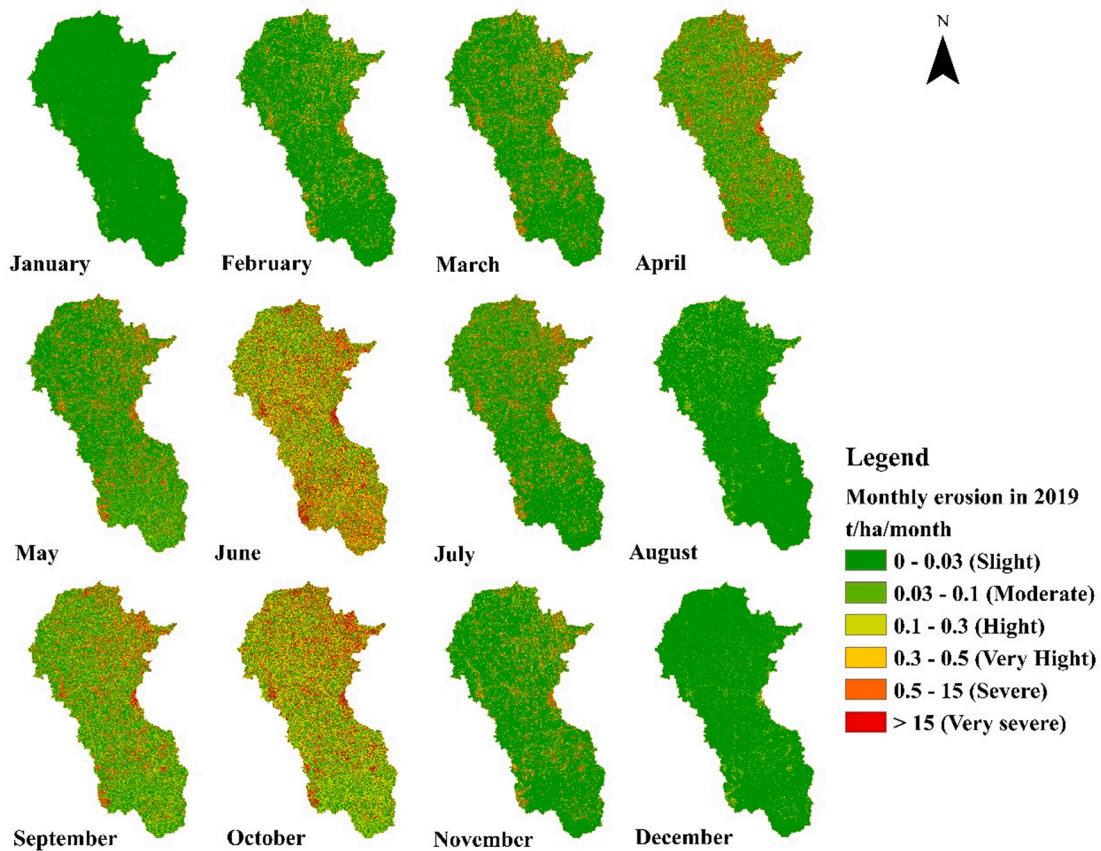 N
January
February
March
April
May
June
July
August
September
October
November
December
Legend
Monthly erosion in 2019
t/ha/month
0 - 0.03 (Slight)
0.03 - 0.1 (Moderate)
0.1 - 0.3 (Hight)
0.3 - 0.5 (Very Hight)
0.5 - 15 (Severe)
> 15 (Very severe)